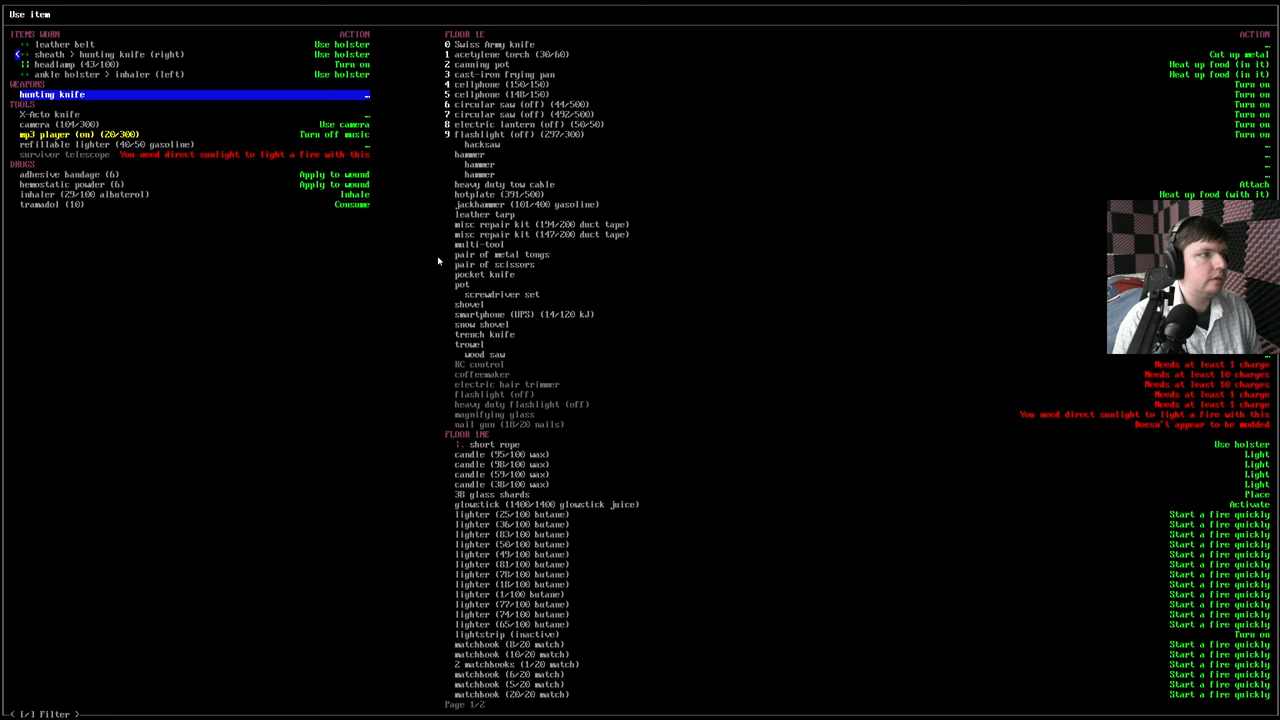 Use item
ITEMS WORN ACTION
leather belt Use holster
sheath > hunting knife (right) Use holster
headlamp (43/100) Turn on
ankle holster > inhaler (left) Use holster
WEAPONS
hunting knife …
TOOLS
X-Acto knife …
camera (104/300) Use camera
mp3 player (on) (20/300) Turn off music
refillable lighter (40/50 gasoline) …
survivor telescope You need direct sunlight to light a fire with this
DRUGS
adhesive bandage (6) Apply to wound
hemostatic powder (6) Apply to wound
inhaler (29/100 albuterol) Inhale
tramadol (10) Consume
FLOOR 1E ACTION
0 Swiss Army knife …
1 acetylene torch (30/60) Cut up metal
2 canning pot Heat up food (in it)
3 cast-iron frying pan Heat up food (in it)
4 cellphone (150/150) Turn on
5 cellphone (148/150) Turn on
6 circular saw (off) (44/500) Turn on
7 circular saw (off) (492/500) Turn on
8 electric lantern (off) (50/50) Turn on
9 flashlight (off) (297/300) Turn on
hacksaw …
hammer …
hammer …
hammer …
heavy duty tow cable Attach
hotplate (391/500) Heat up food (with it)
jackhammer (101/400 gasoline)
leather tarp
misc repair kit (194/200 duct tape)
misc repair kit (147/200 duct tape)
multi-tool
pair of metal tongs
pair of scissors
pocket knife
pot
screwdriver set
shovel
smartphone (UPS) (14/120 kJ)
snow shovel
trench knife
trowel
wood saw …
RC control Needs at least 1 charge
coffeemaker Needs at least 10 charges
electric hair trimmer Needs at least 10 charges
flashlight (off) Needs at least 1 charge
heavy duty flashlight (off) Needs at least 1 charge
magnifying glass You need direct sunlight to light a fire with this
nail gun (18/20 nails) Doesn't appear to be modded
FLOOR 1NE
short rope Use holster
candle (95/100 wax) Light
candle (98/100 wax) Light
candle (59/100 wax) Light
candle (38/100 wax) Light
38 glass shards Place
glowstick (1400/1400 glowstick juice) Activate
lighter (25/100 butane) Start a fire quickly
lighter (36/100 butane) Start a fire quickly
lighter (83/100 butane) Start a fire quickly
lighter (50/100 butane) Start a fire quickly
lighter (49/100 butane) Start a fire quickly
lighter (81/100 butane) Start a fire quickly
lighter (78/100 butane) Start a fire quickly
lighter (18/100 butane) Start a fire quickly
lighter (1/100 butane) Start a fire quickly
lighter (77/100 butane) Start a fire quickly
lighter (74/100 butane) Start a fire quickly
lighter (65/100 butane) Start a fire quickly
lightstrip (inactive) Turn on
matchbook (8/20 match) Start a fire quickly
matchbook (10/20 match) Start a fire quickly
2 matchbooks (1/20 match) Start a fire quickly
matchbook (6/20 match) Start a fire quickly
matchbook (5/20 match) Start a fire quickly
matchbook (20/20 match) Start a fire quickly
Page 1/2
< [/] Filter >